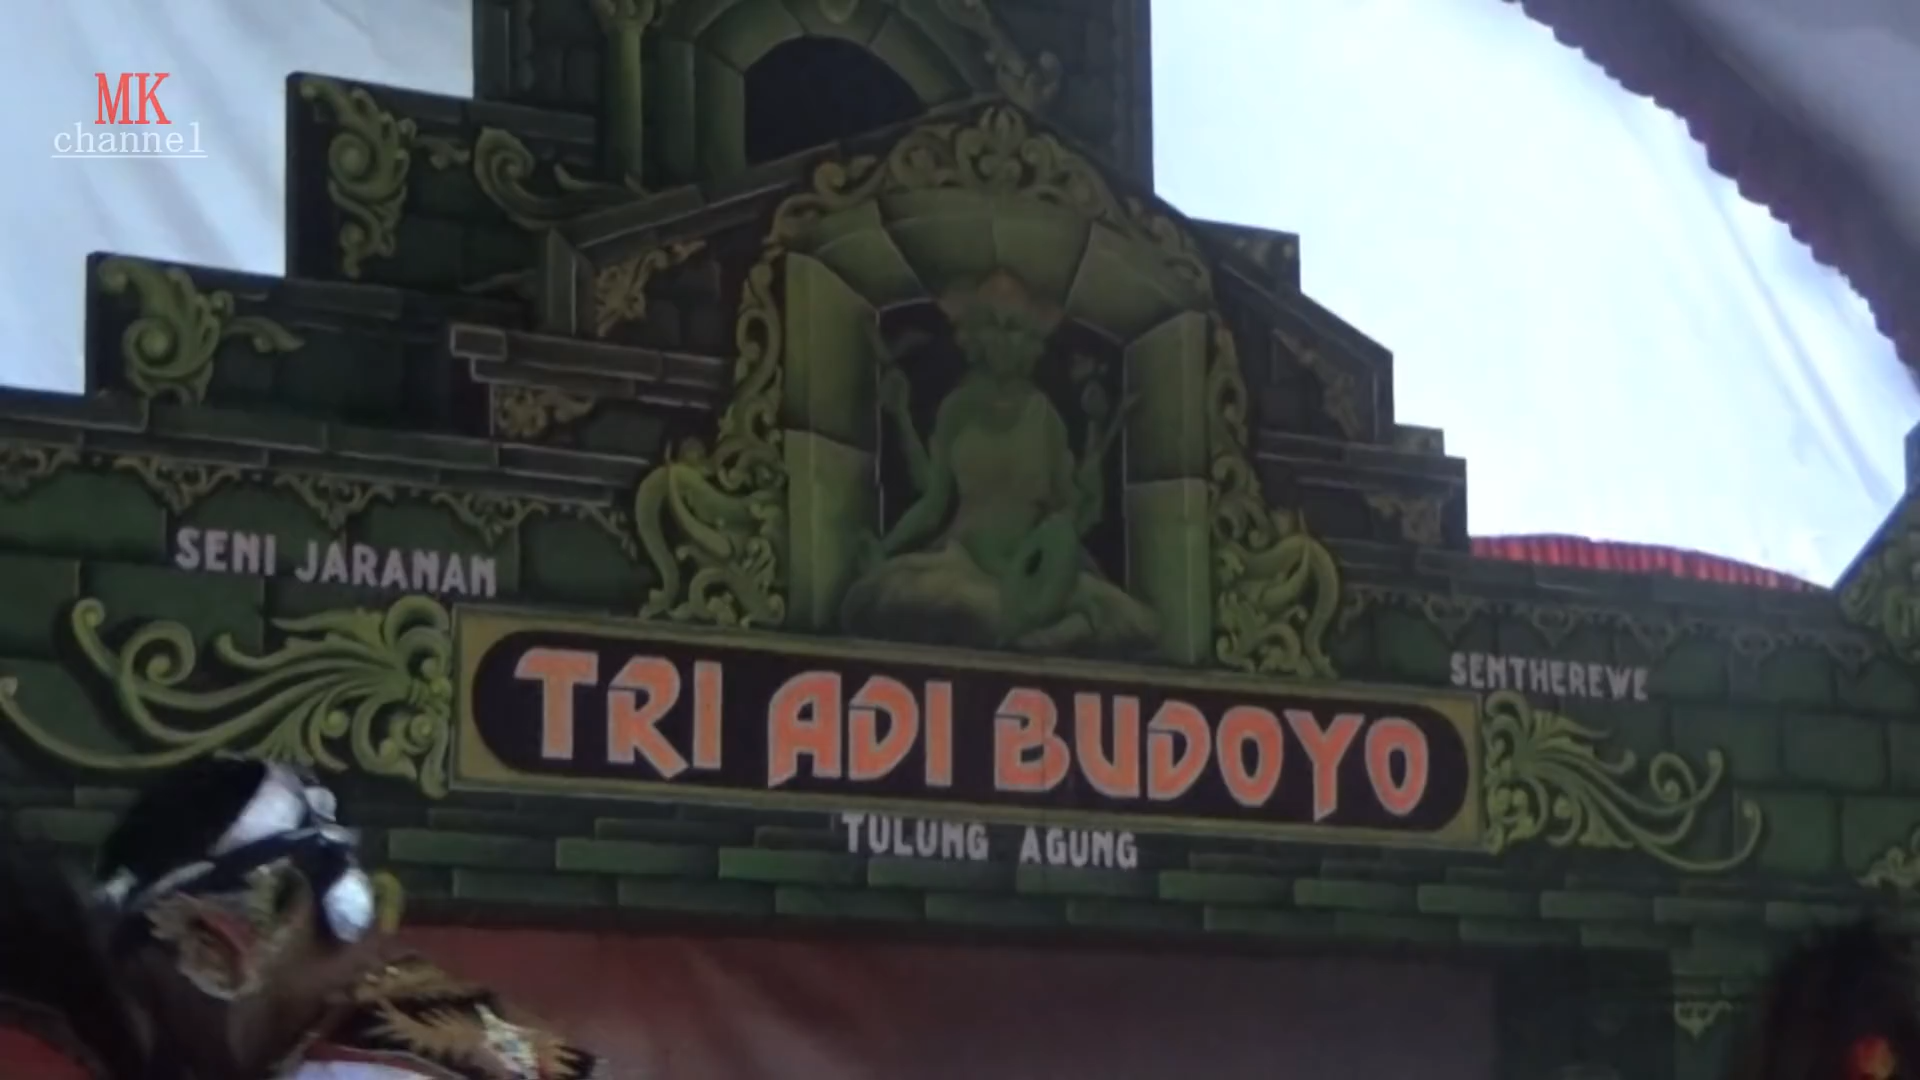 MK
channel
SENI JARANAN
SENTHEREWE
TRI ADI BUDOYO
TULUNG AGUNG